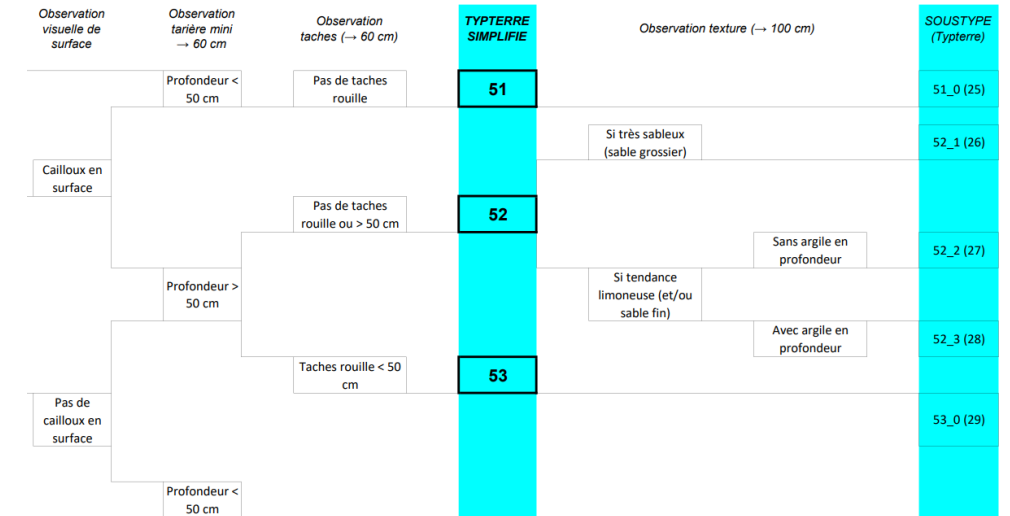 Observation
visuelle de
surface
Observation
tarière mini
→ 60 cm
Observation
taches (→ 60 cm)
TYPTERRE
SIMPLIFIE
Observation texture (→ 100 cm)
SOUSTYPE
(Typterre)
Profondeur <
50 cm
Pas de taches
rouille
51
51_0 (25)
Si très sableux
(sable grossier)
52_1 (26)
Cailloux en
surface
Pas de taches
rouille ou > 50 cm
52
Sans argile en
profondeur
52_2 (27)
Profondeur >
50 cm
Si tendance
limoneuse (et/ou
sable fin)
Avec argile en
profondeur
52_3 (28)
Taches rouille < 50
cm
53
Pas de
cailloux en
surface
53_0 (29)
Profondeur <
50 cm